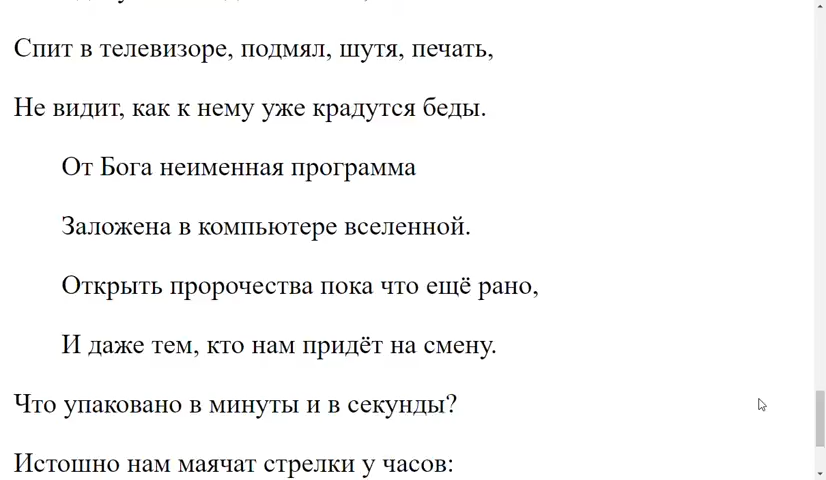 Спит в телевизоре, подмял, шутя, печать,
Не видит, как к нему уже крадутся беды.
От Бога неименная программа
Заложена в компьютере вселенной.
Открыть пророчества пока что ещё рано,
И даже тем, кто нам придёт на смену.
Что упаковано в минуты и в секунды?
Истошно нам маячат стрелки у часов: